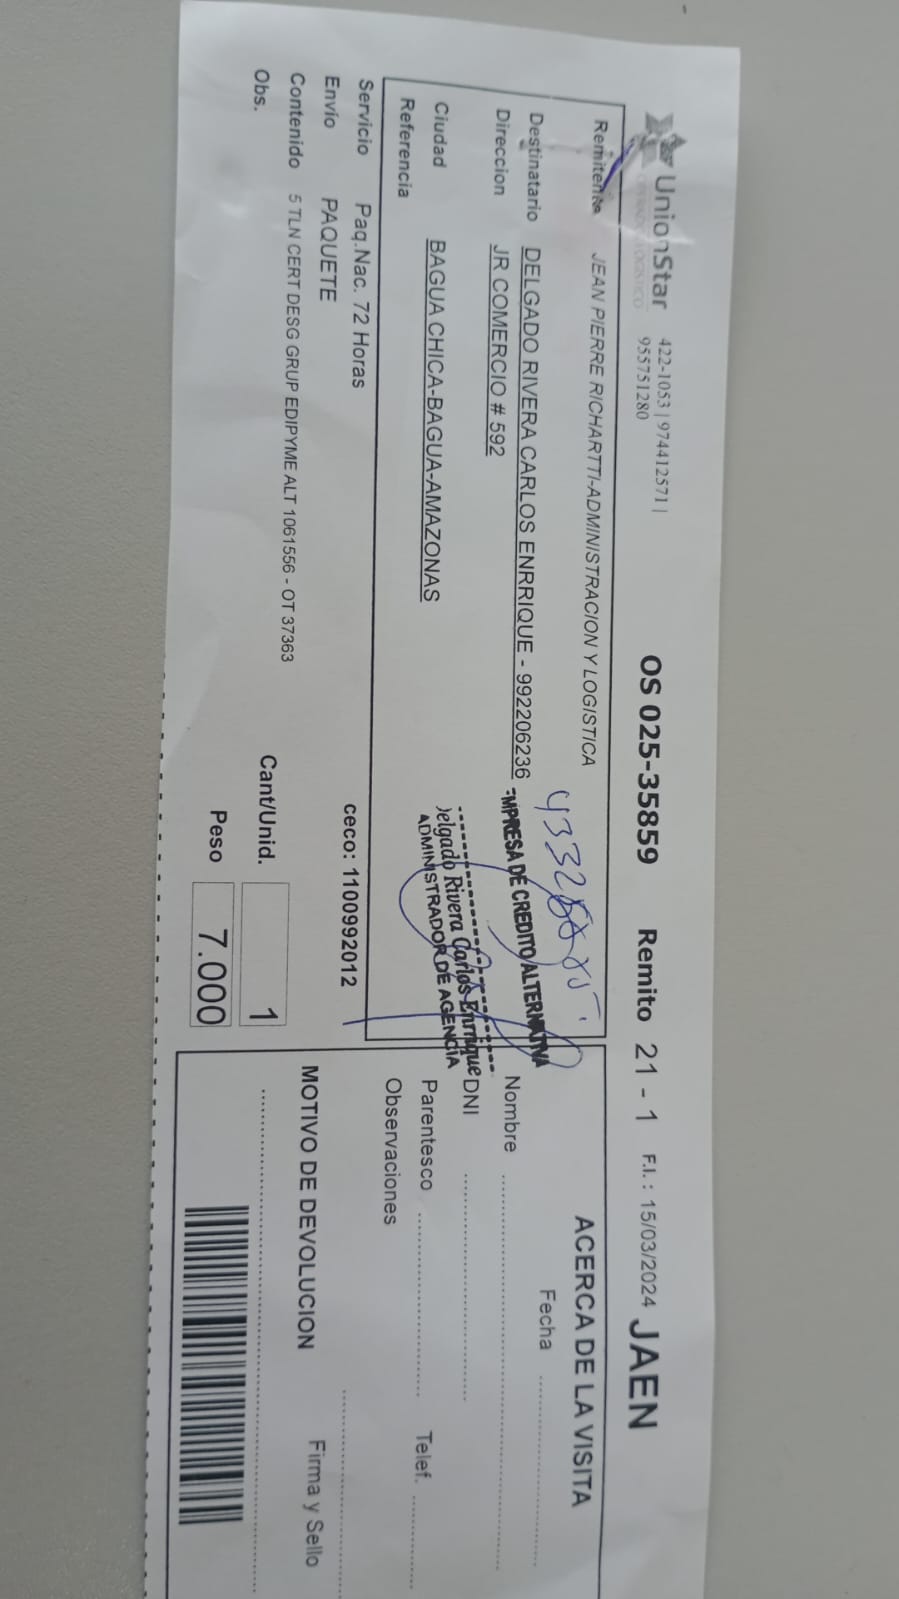 UnionStar
OPERADOR LOGISTICO
422-1053 | 974412571 |
955751280
OS 025-35859 Remito 21 - 1 F.I. : 15/03/2024 JAEN
Remitente JEAN PIERRE RICHARTTI-ADMINISTRACION Y LOGISTICA
Destinatario DELGADO RIVERA CARLOS ENRRIQUE - 992206236
Direccion JR COMERCIO # 592
Ciudad BAGUA CHICA-BAGUA-AMAZONAS
Referencia
EMPRESA DE CREDITO ALTERNATIVA
Delgado Rivera Carlos Enrrique
ADMINISTRADOR DE AGENCIA
Servicio Paq.Nac. 72 Horas
ceco: 1100992012
Envío PAQUETE
Contenido 5 TLN CERT DESG GRUP EDIPYME ALT 1061556 - OT 37363
Obs.
Cant/Unid. 1
Peso 7.000
ACERCA DE LA VISITA
Fecha
Nombre
DNI
Parentesco Telef.
Observaciones
MOTIVO DE DEVOLUCION Firma y Sello